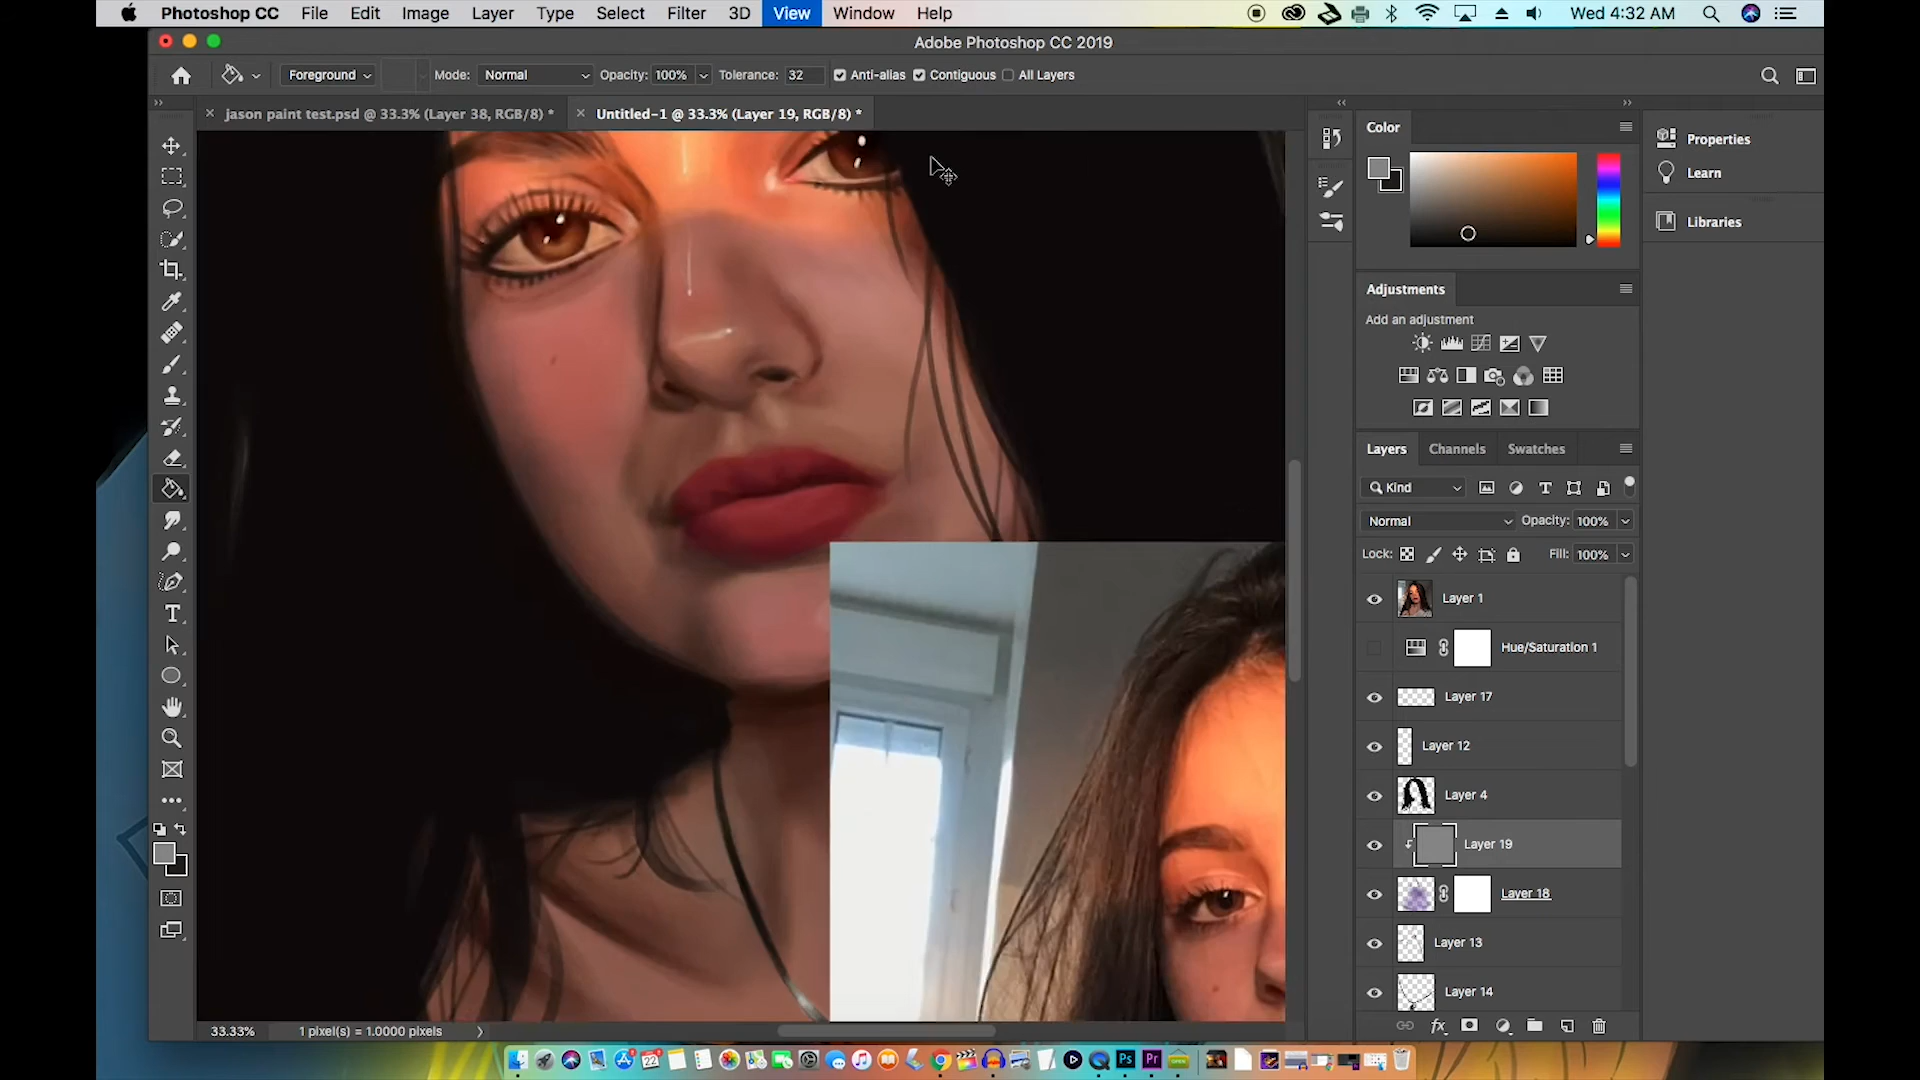 Photoshop CC File Edit Image Layer Type Select Filter 3D View Window Help Wed 4:32 AM
Adobe Photoshop CC 2019
Foreground Mode: Normal Opacity: 100% Tolerance: 32 Anti-alias Contiguous All Layers
jason paint test.psd @ 33.3% (Layer 38, RGB/8) * Untitled-1 @ 33.3% (Layer 19, RGB/8) *
Color
Properties
Learn
Libraries
Adjustments
Add an adjustment
Layers Channels Swatches
Kind
Normal Opacity: 100%
Lock: Fill: 100%
Layer 1
Hue/Saturation 1
Layer 17
Layer 12
Layer 4
Layer 19
Layer 18
Layer 13
Layer 14
33.33% 1 pixel(s) = 1.0000 pixels
fx
22 Ps Pr